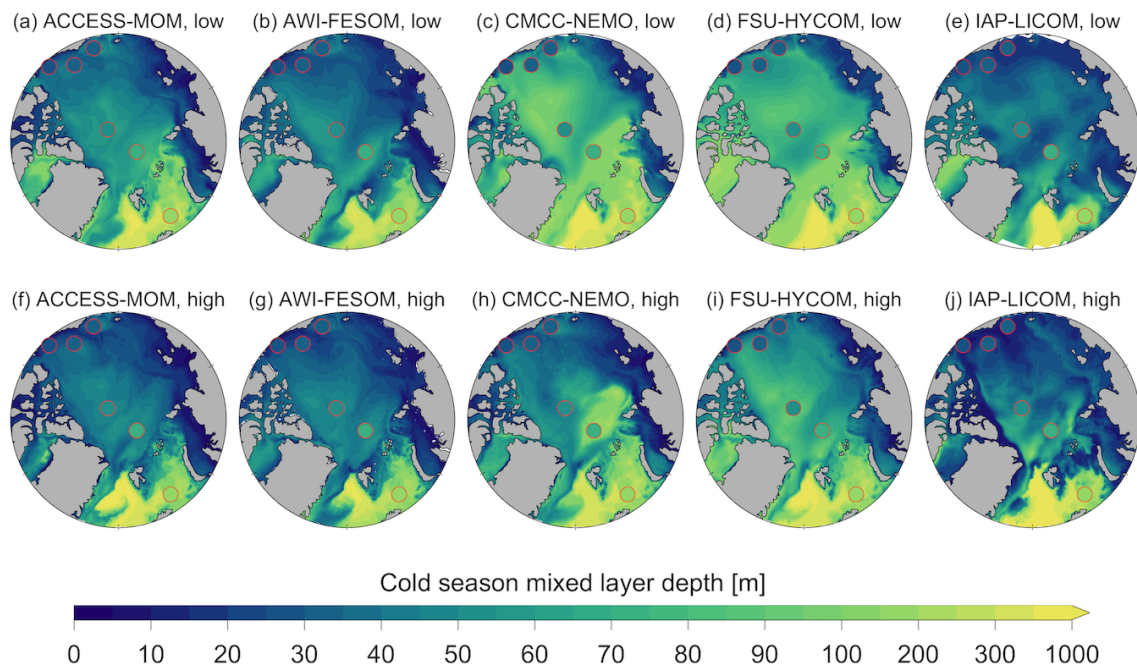 (a) ACCESS-MOM, low (b) AWI-FESOM, low (c) CMCC-NEMO, low (d) FSU-HYCOM, low (e) IAP-LICOM, low
(f) ACCESS-MOM, high (g) AWI-FESOM, high (h) CMCC-NEMO, high (i) FSU-HYCOM, high (j) IAP-LICOM, high
Cold season mixed layer depth [m]
0 10 20 30 40 50 60 70 80 90 100 200 300 1000